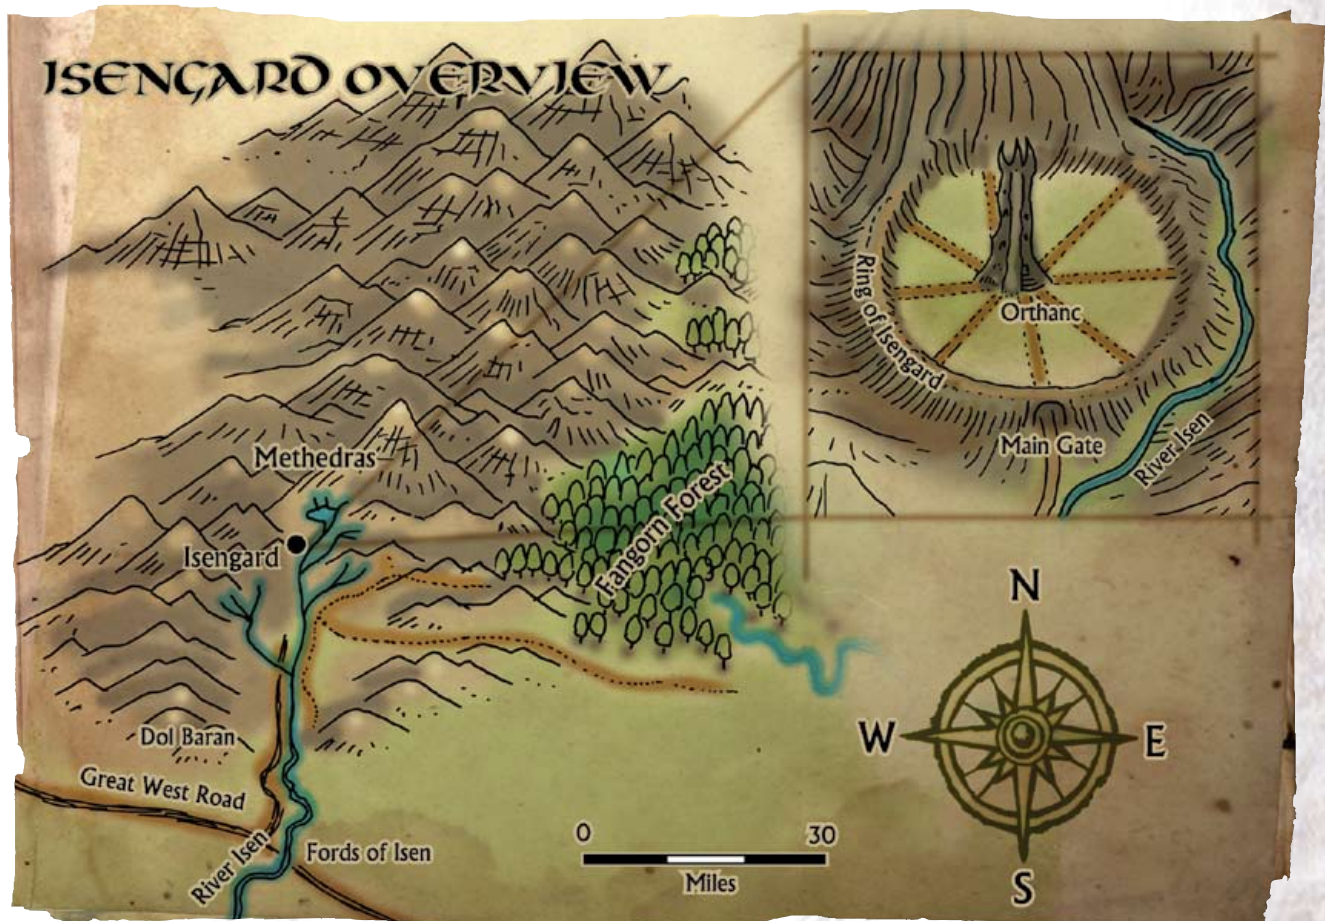 ISENGARD OVERVIEW
Ring of Isengard
Orthanc
Main Gate
River Isen
Methedras
Isengard
Fangorn Forest
N
W
E
S
Dol Baran
Great West Road
River Isen
Fords of Isen
0 30
Miles